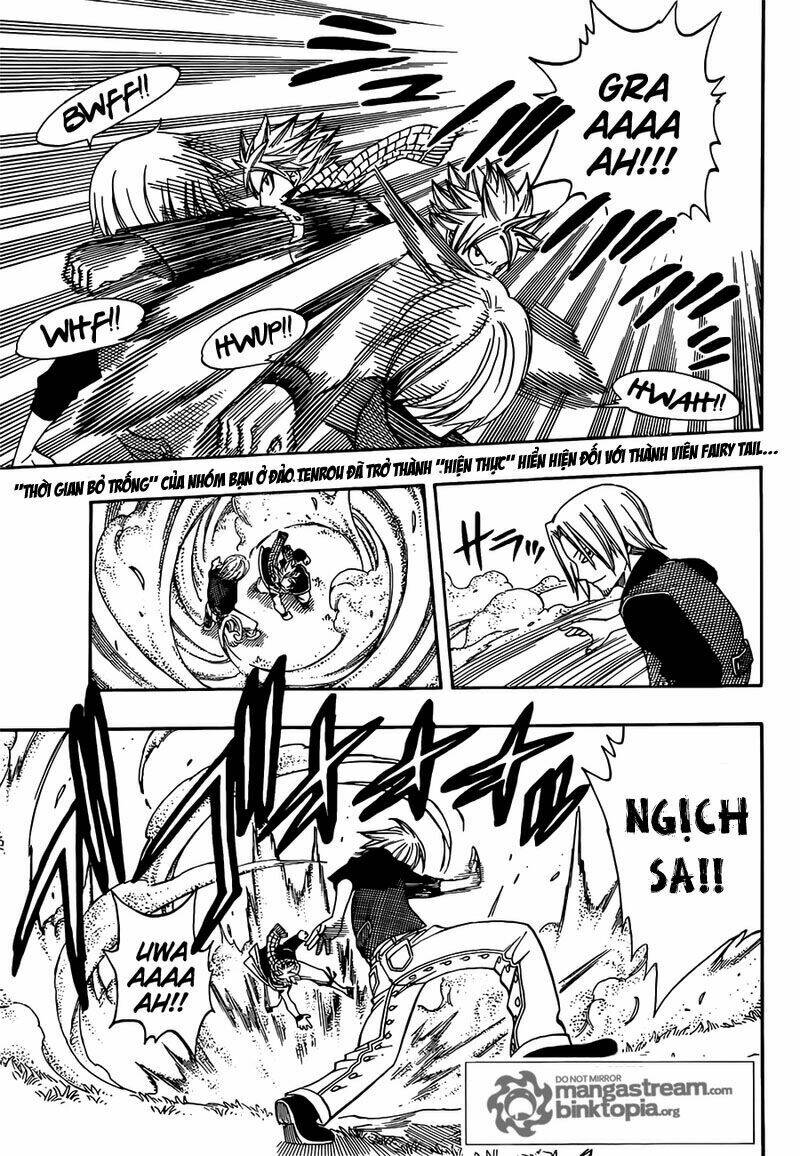 BWFF!!
GRA
AAAA
AH!!!
WHF!!
HWUP!!
HWAH!!
"THỜI GIAN BỎ TRỐNG" CỦA NHÓM BẠN Ở ĐẢO TENROU ĐÃ TRỞ THÀNH "HIỆN THỰC" HIỂN HIỆN ĐỐI VỚI THÀNH VIÊN FAIRY TAIL...
NGỊCH
SA!!
UWA
AAAA
AH!!
DO NOT MIRROR
mangastream.com
binktopia.org